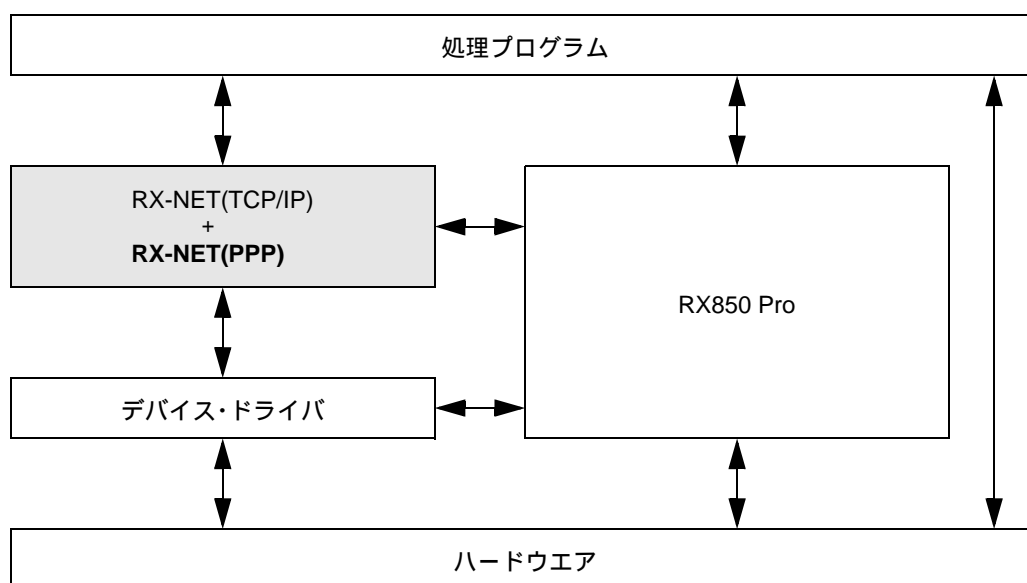 処理プログラム
RX-NET(TCP/IP)
+
RX-NET(PPP)
RX850 Pro
デバイス・ドライバ
ハードウエア